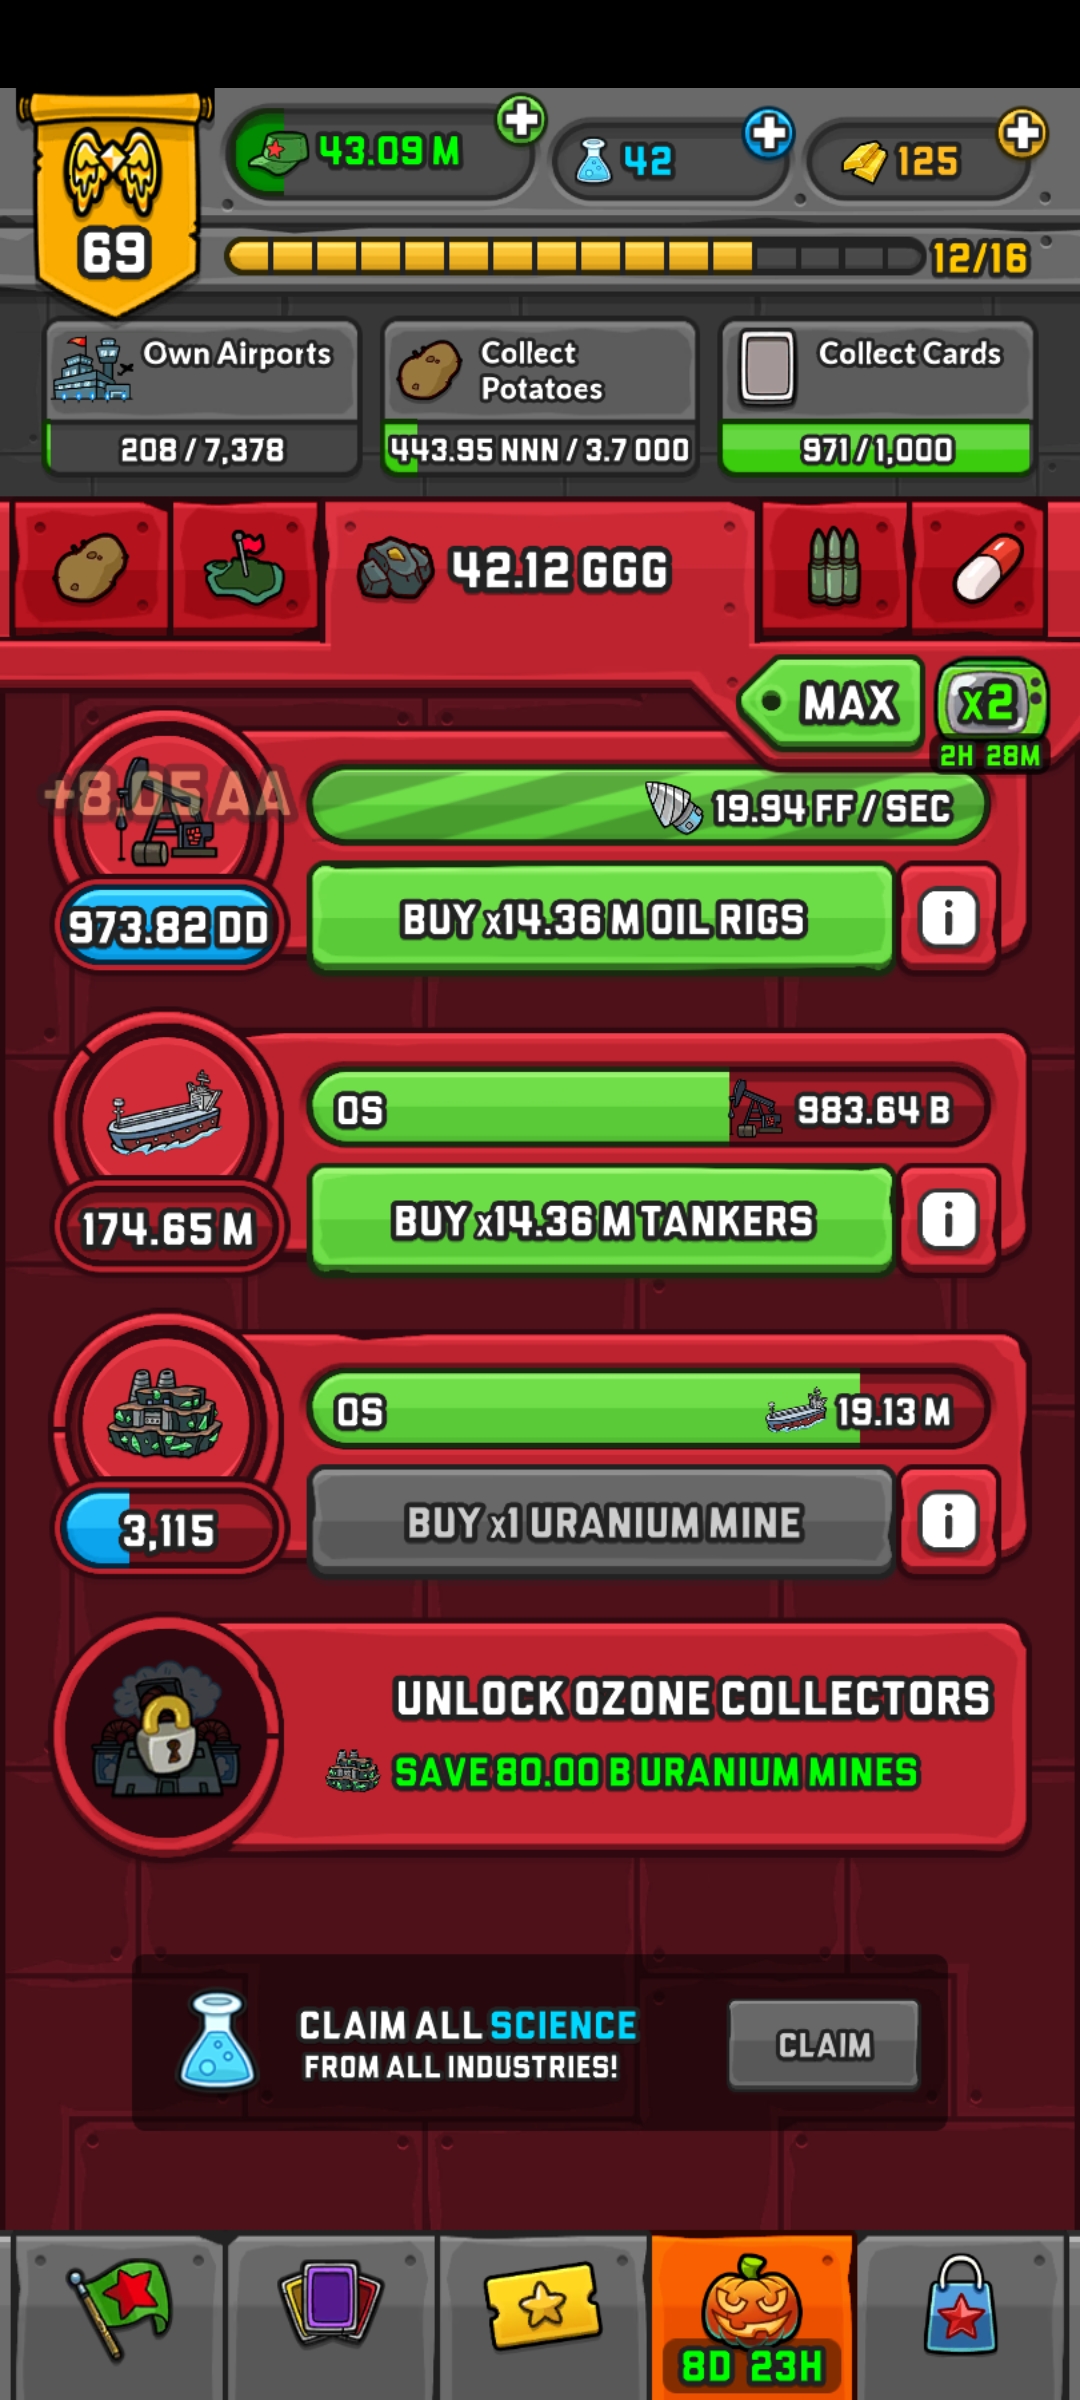 43.09 M
42
125
69
12/16
Own Airports
208 / 7,378
Collect
Potatoes
443.95 NNN / 3.7 OOO
Collect Cards
971 / 1,000
42.12 GGG
MAX
x2
2H 28M
+8.05 AA
19.94 FF / SEC
973.82 DD
BUY x14.36 M OIL RIGS
i
0S
983.64 B
174.65 M
BUY x14.36 M TANKERS
i
0S
19.13 M
3,115
BUY x1 URANIUM MINE
i
UNLOCK OZONE COLLECTORS
SAVE 80.00 B URANIUM MINES
CLAIM ALL SCIENCE
FROM ALL INDUSTRIES!
CLAIM
8D 23H